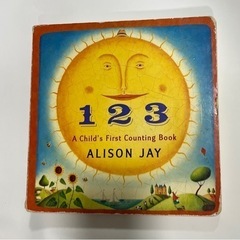 1 2 3
A Child's First Counting Book
ALISON JAY